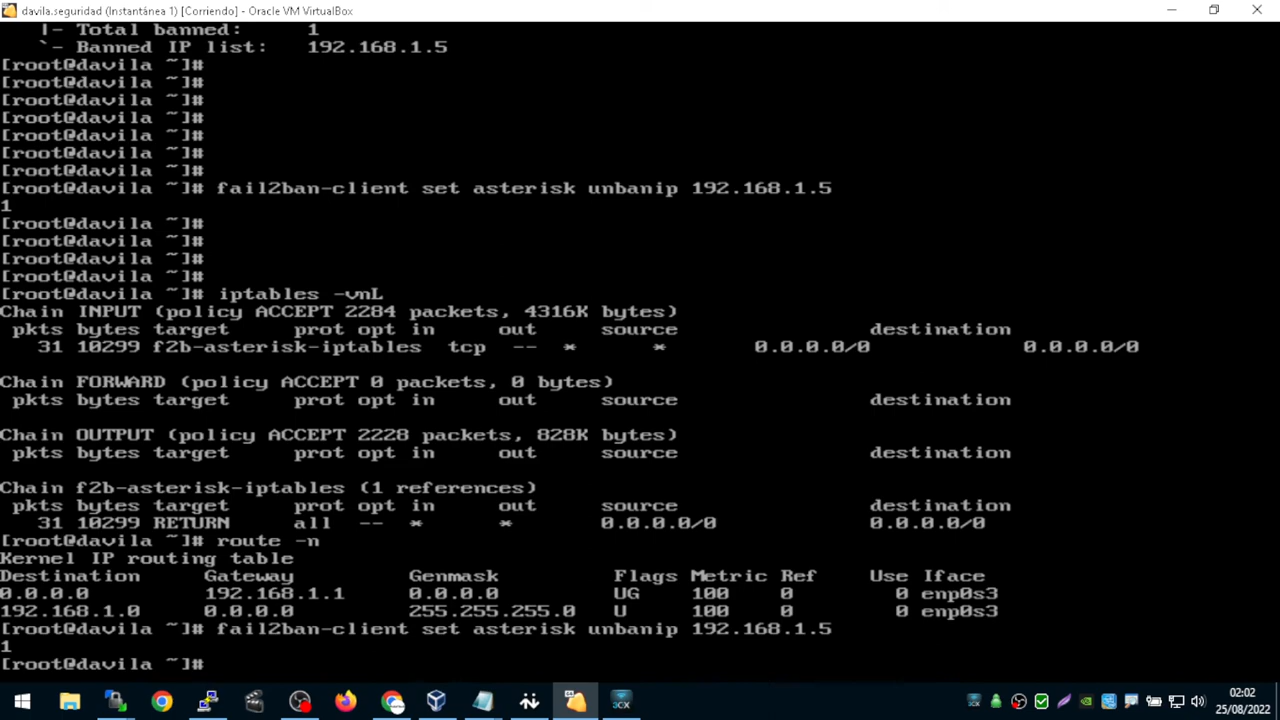 davila.seguridad (Instantánea 1) [Corriendo] - Oracle VM VirtualBox
|- Total banned: 1
`- Banned IP list: 192.168.1.5
[root@davila ~]#
[root@davila ~]#
[root@davila ~]#
[root@davila ~]#
[root@davila ~]#
[root@davila ~]#
[root@davila ~]#
[root@davila ~]# fail2ban-client set asterisk unbanip 192.168.1.5
1
[root@davila ~]#
[root@davila ~]#
[root@davila ~]#
[root@davila ~]#
[root@davila ~]# iptables -vnL
Chain INPUT (policy ACCEPT 2284 packets, 4316K bytes)
pkts bytes target prot opt in out source destination
31 10299 f2b-asterisk-iptables tcp -- * * 0.0.0.0/0 0.0.0.0/0
Chain FORWARD (policy ACCEPT 0 packets, 0 bytes)
pkts bytes target prot opt in out source destination
Chain OUTPUT (policy ACCEPT 2228 packets, 828K bytes)
pkts bytes target prot opt in out source destination
Chain f2b-asterisk-iptables (1 references)
pkts bytes target prot opt in out source destination
31 10299 RETURN all -- * * 0.0.0.0/0 0.0.0.0/0
[root@davila ~]# route -n
Kernel IP routing table
Destination Gateway Genmask Flags Metric Ref Use Iface
0.0.0.0 192.168.1.1 0.0.0.0 UG 100 0 0 enp0s3
192.168.1.0 0.0.0.0 255.255.255.0 U 100 0 0 enp0s3
[root@davila ~]# fail2ban-client set asterisk unbanip 192.168.1.5
1
[root@davila ~]#
3CX
02:02
25/08/2022